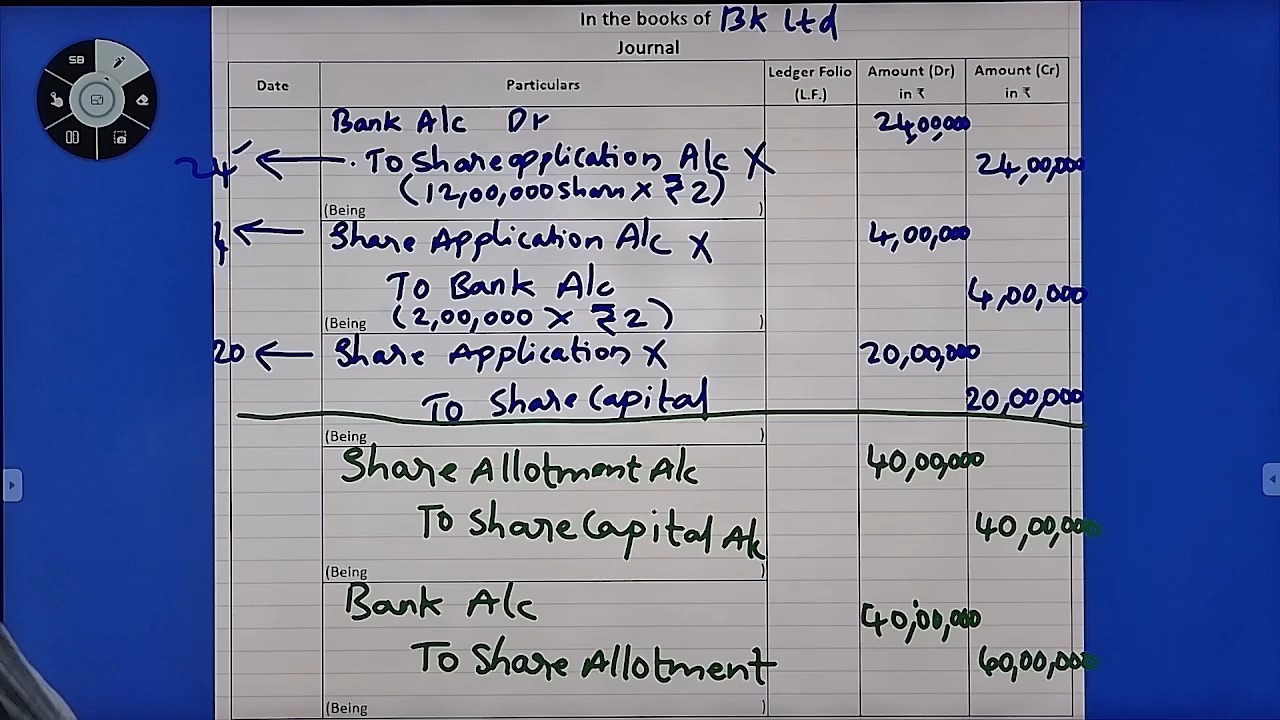 In the books of Bk Ltd
Journal
Date Particulars Ledger Folio (L.F.) Amount (Dr) in ₹ Amount (Cr) in ₹
Bank A/c Dr 24,00,000
24 To Share application A/c X 24,00,000
(12,00,000 share x ₹2)
(Being )
4 Share Application A/c X 4,00,000
To Bank A/c 4,00,000
(Being (2,00,000 x ₹2) )
20 Share Application X 20,00,000
To Share Capital 20,00,000
(Being )
Share Allotment A/c 40,00,000
To Share Capital A/c 40,00,000
(Being )
Bank A/c 40,00,000
To Share Allotment 40,00,000
(Being )
SB